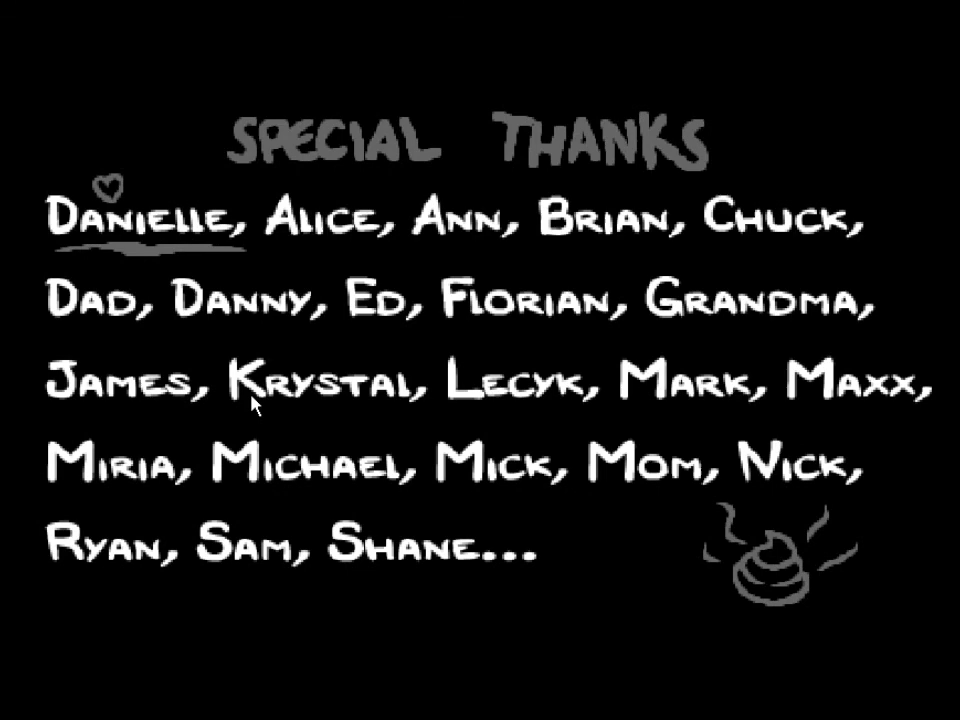 SPECIAL THANKS
DANIELLE, ALICE, ANN, BRIAN, CHUCK,
DAD, DANNY, ED, FLORIAN, GRANDMA,
JAMES, KRYSTAL, LECYK, MARK, MAXX,
MIRIA, MICHAEL, MICK, MOM, NICK,
RYAN, SAM, SHANE...